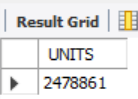 Result Grid
UNITS
2478861